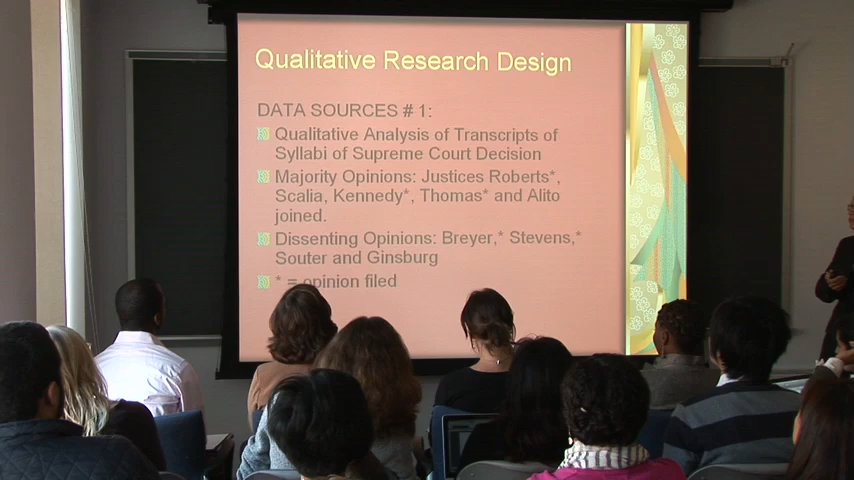 Qualitative Research Design
DATA SOURCES # 1:
Qualitative Analysis of Transcripts of
Syllabi of Supreme Court Decision
Majority Opinions: Justices Roberts*,
Scalia, Kennedy*, Thomas* and Alito
joined.
Dissenting Opinions: Breyer,* Stevens,*
Souter and Ginsburg
* = opinion filed